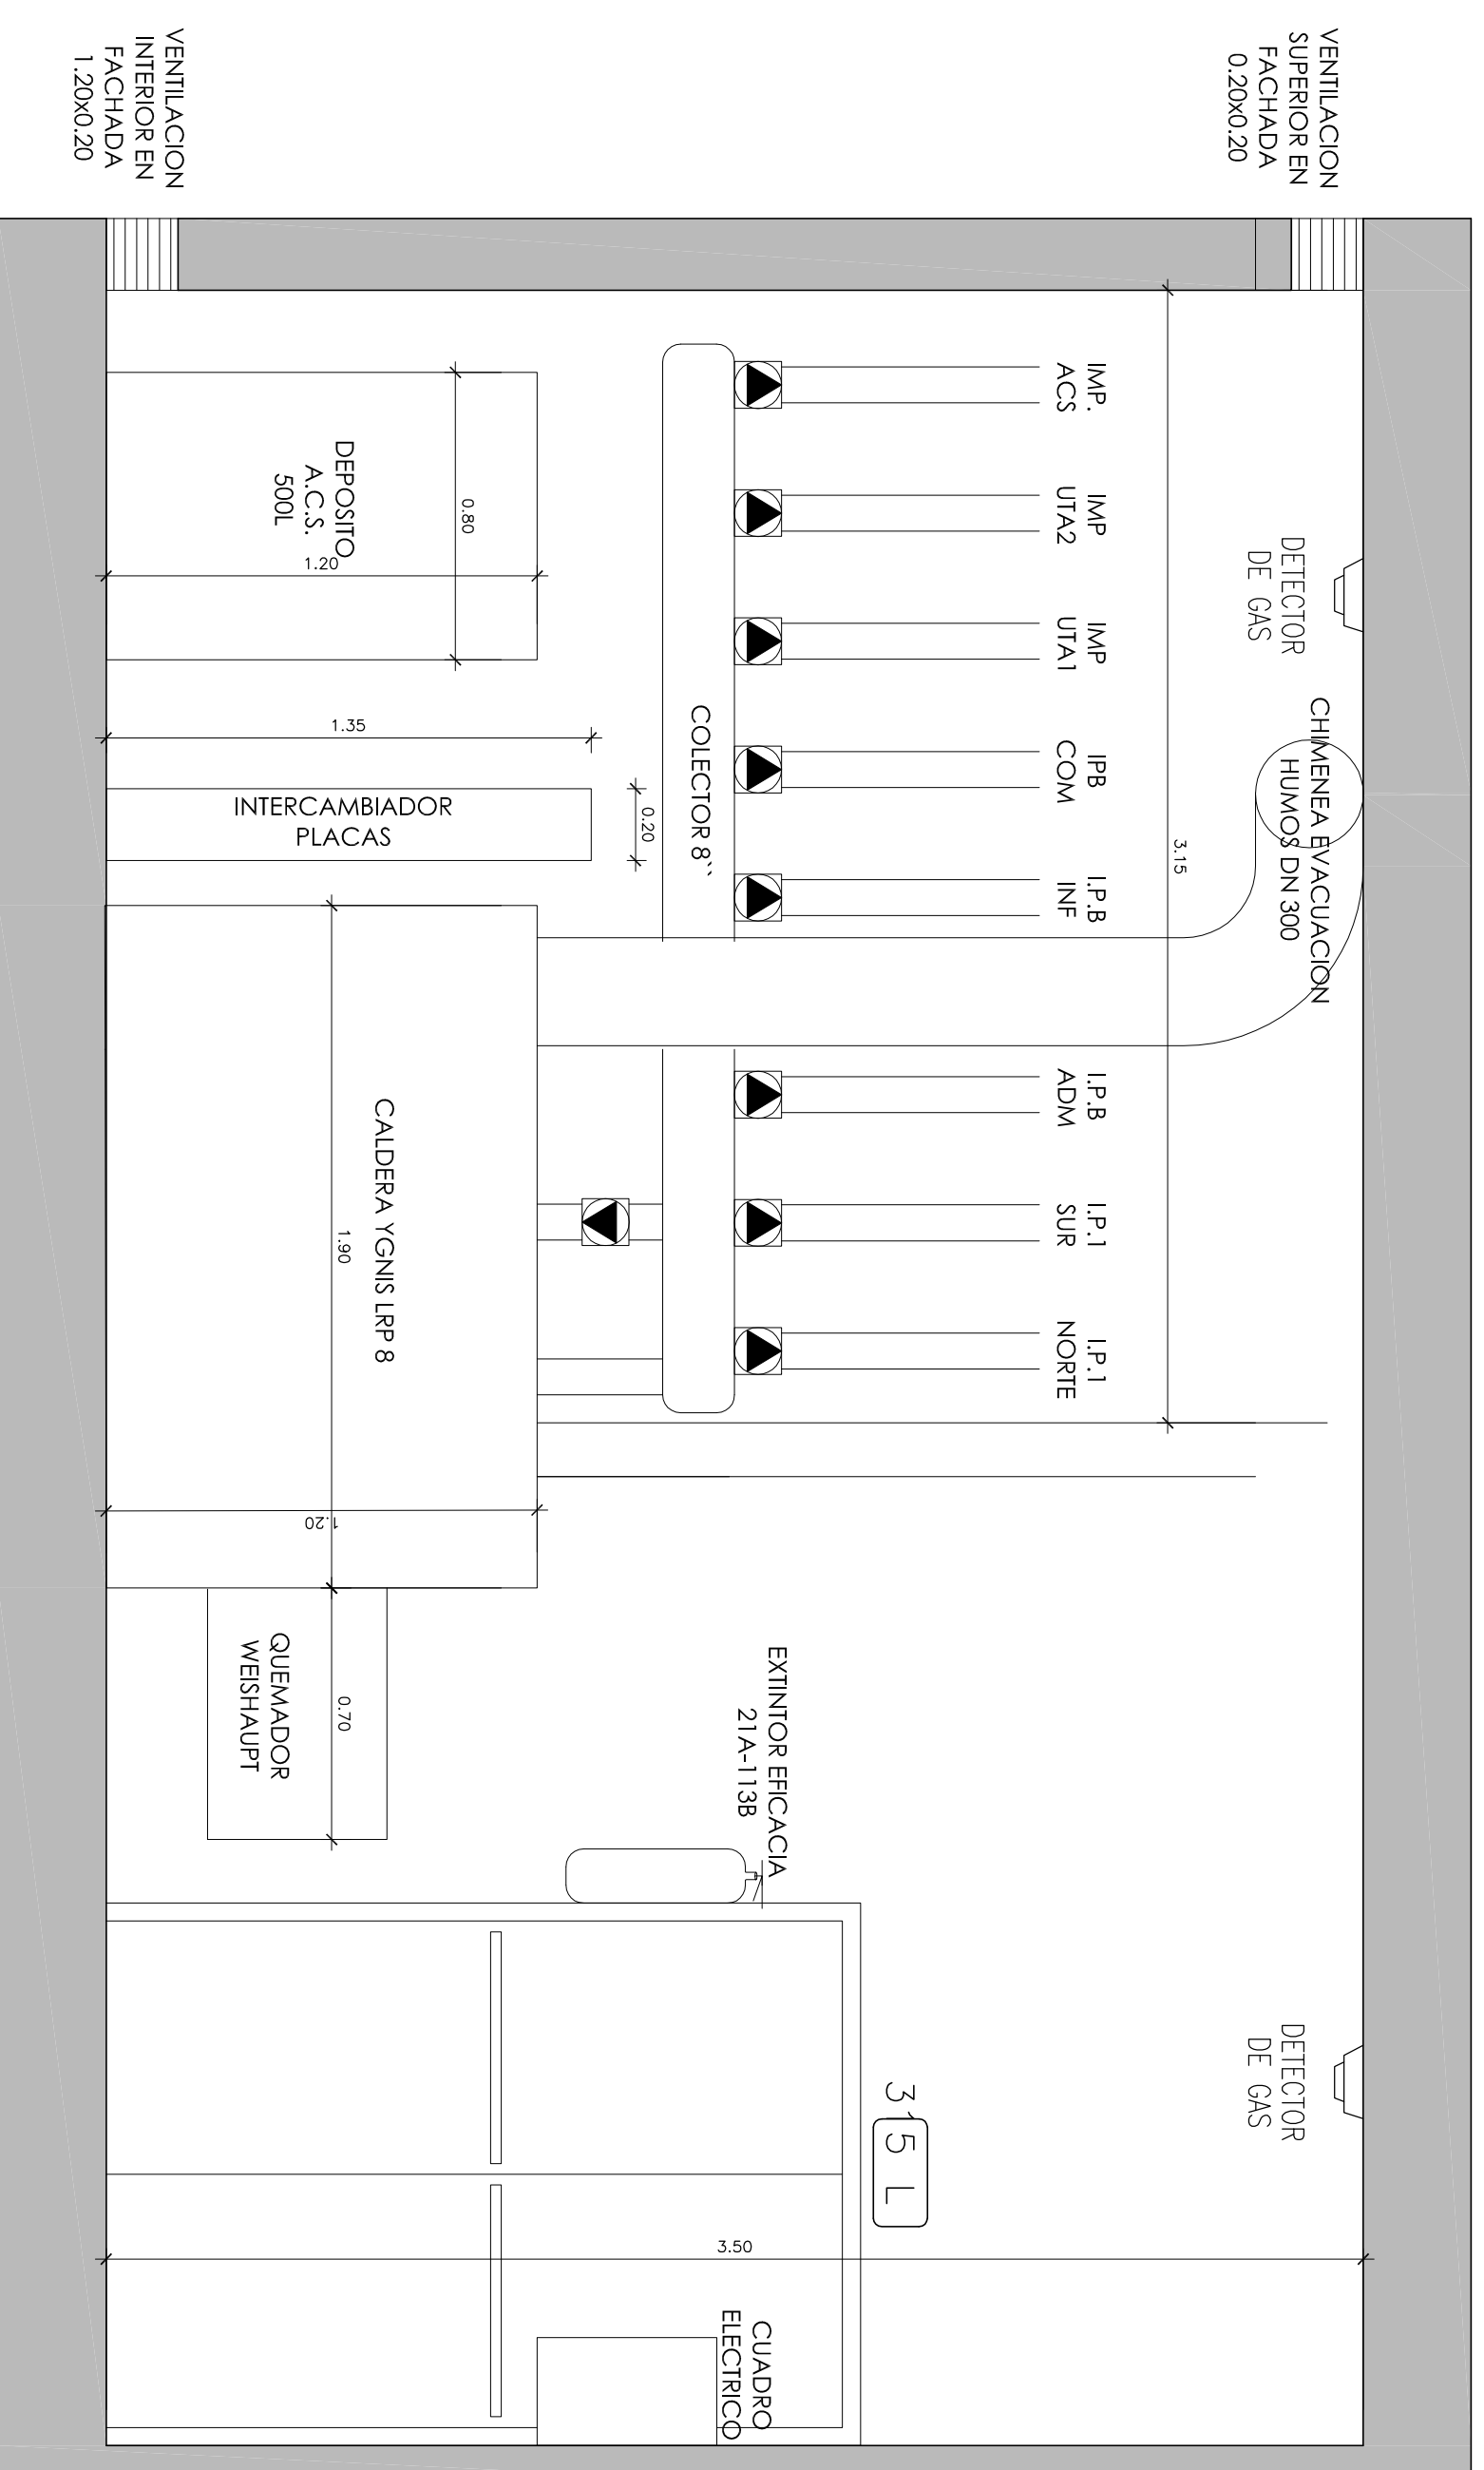 VENTILACION
SUPERIOR EN
FACHADA
0.20x0.20
VENTILACION
INTERIOR EN
FACHADA
1.20x0.20
DETECTOR
DE GAS
CHIMENEA EVACUACION
HUMOS DN 300
DETECTOR
DE GAS
3.15
IMP.
ACS
IMP
UTA2
IMP
UTA1
IPB
COM
I.P.B
INF
I.P.B
ADM
I.P.1
SUR
I.P.1
NORTE
COLECTOR 8``
0.20
DEPOSITO
A.C.S.
500L
0.80
1.20
1.35
INTERCAMBIADOR
PLACAS
CALDERA YGNIS LRP 8
1.90
1.20
QUEMADOR
WEISHAUPT
0.70
EXTINTOR EFICACIA
21A-113B
315 L
3.50
CUADRO
ELECTRICO